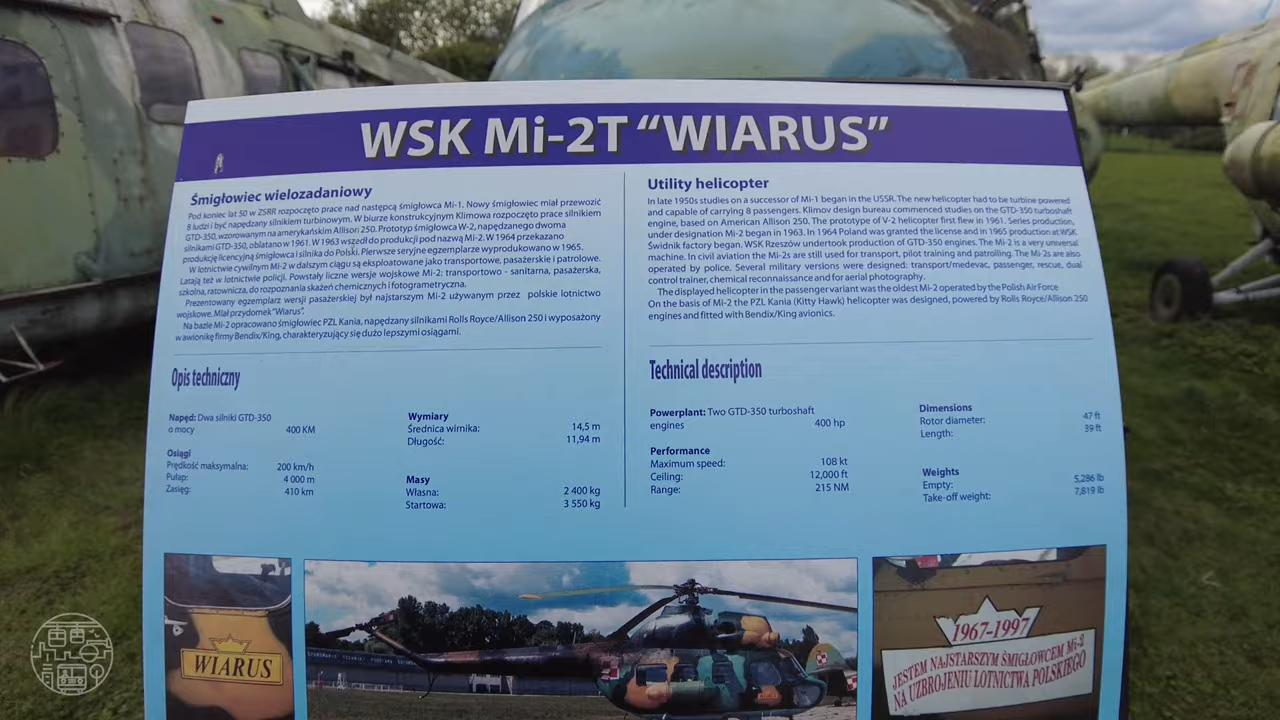 WSK Mi-2T “WIARUS”
Śmigłowiec wielozadaniowy
Pod koniec lat 50 w ZSRR rozpoczęto prace nad następcą śmigłowca Mi-1. Nowy śmigłowiec miał przewozić
8 ludzi i być napędzany silnikiem turbinowym. W biurze konstrukcyjnym Klimowa rozpoczęto prace silnikiem
GTD-350, wzorowanym na amerykańskim Allison 250. Prototyp śmigłowca W-2, napędzanego dwoma
silnikami GTD-350, oblatano w 1961. W 1963 wszedł do produkcji pod nazwą Mi-2. W 1964 przekazano
produkcję licencyjną śmigłowca i silnika do Polski. Pierwsze seryjne egzemplarze wyprodukowano w 1965.
W lotnictwie cywilnym Mi-2 w dalszym ciągu są eksploatowane jako transportowe, pasażerskie i patrolowe.
Latają też w lotnictwie policji. Powstały liczne wersje wojskowe Mi-2: transportowo - sanitarna, pasażerska,
szkolna, ratownicza, do rozpoznania skażeń chemicznych i fotogrametryczna.
Prezentowany egzemplarz wersji pasażerskiej był najstarszym Mi-2 używanym przez polskie lotnictwo
wojskowe. Miał przydomek “Wiarus”.
Na bazie Mi-2 opracowano śmigłowiec PZL Kania, napędzany silnikami Rolls Royce/Allison 250 i wyposażony
w awionikę firmy Bendix/King, charakteryzujący się dużo lepszymi osiągami.
Utility helicopter
In late 1950s studies on a successor of Mi-1 began in the USSR. The new helicopter had to be turbine powered
and capable of carrying 8 passengers. Klimov design bureau commenced studies on the GTD-350 turboshaft
engine, based on American Allison 250. The prototype of V-2 helicopter first flew in 1961. Series production,
under designation Mi-2 began in 1963. In 1964 Poland was granted the license and in 1965 production at WSK
Świdnik factory began. WSK Rzeszów undertook production of GTD-350 engines. The Mi-2 is a very universal
machine. In civil aviation the Mi-2s are still used for transport, pilot training and patrolling. The Mi-2s are also
operated by police. Several military versions were designed: transport/medevac, passenger, rescue, dual
control trainer, chemical reconnaissance and for aerial photography.
The displayed helicopter in the passenger variant was the oldest Mi-2 operated by the Polish Air Force
On the basis of Mi-2 the PZL Kania (Kitty Hawk) helicopter was designed, powered by Rolls Royce/Allison 250
engines and fitted with Bendix/King avionics.
Opis techniczny
Napęd: Dwa silniki GTD-350
o mocy 400 KM
Osiągi
Prędkość maksymalna: 200 km/h
Pułap: 4 000 m
Zasięg: 410 km
Wymiary
Średnica wirnika: 14,5 m
Długość: 11,94 m
Masy
Własna: 2 400 kg
Startowa: 3 550 kg
Technical description
Powerplant: Two GTD-350 turboshaft
engines 400 hp
Performance
Maximum speed: 108 kt
Ceiling: 12,000 ft
Range: 215 NM
Dimensions
Rotor diameter: 47 ft
Length: 39 ft
Weights
Empty: 5,286 lb
Take-off weight: 7,819 lb
WIARUS
1967-1997
JESTEM NAJSTARSZYM ŚMIGŁOWCEM Mi-2
NA UZBROJENIU LOTNICTWA POLSKIEGO